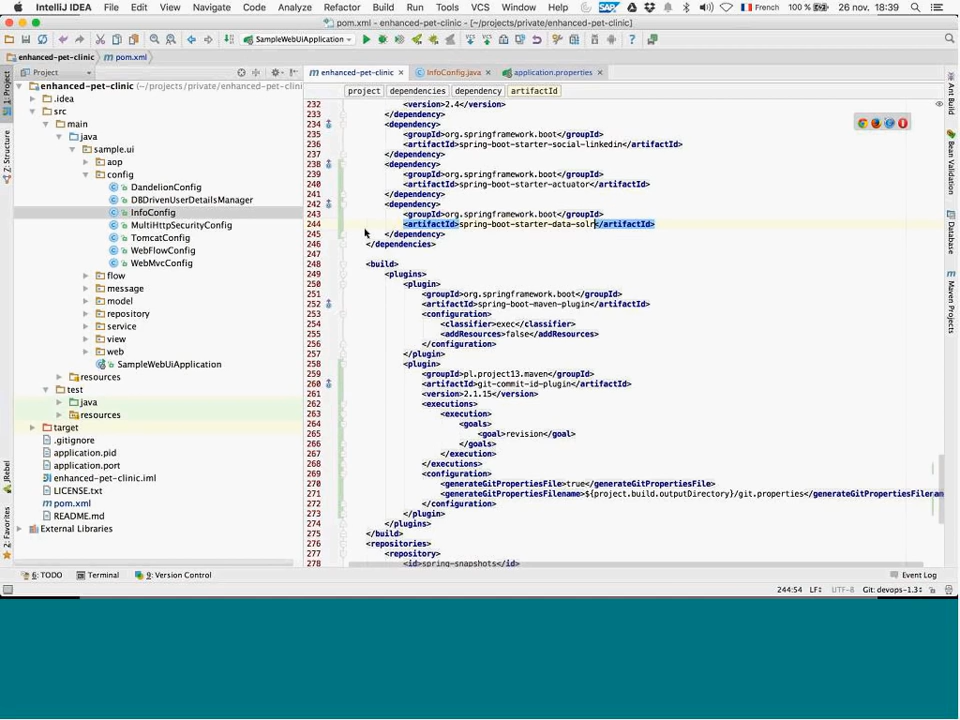 IntelliJ IDEA File Edit View Navigate Code Analyze Refactor Build Run Tools VCS Window Help French 100 % 26 nov. 18:39
pom.xml - enhanced-pet-clinic - [~/projects/private/enhanced-pet-clinic]
SampleWebUiApplication
enhanced-pet-clinic pom.xml
Project
enhanced-pet-clinic InfoConfig.java application.properties
enhanced-pet-clinic (~/projects/private/enhanced-pet-clinic)
.idea
src
main
java
sample.ui
aop
config
DandelionConfig
DBDrivenUserDetailsManager
InfoConfig
MultiHttpSecurityConfig
TomcatConfig
WebFlowConfig
WebMvcConfig
flow
message
model
repository
service
view
web
SampleWebUiApplication
resources
test
java
resources
target
.gitignore
application.pid
application.port
enhanced-pet-clinic.iml
LICENSE.txt
pom.xml
README.md
External Libraries
project dependencies dependency artifactId
232 <version>2.4</version>
233 </dependency>
234 <dependency>
235 <groupId>org.springframework.boot</groupId>
236 <artifactId>spring-boot-starter-social-linkedin</artifactId>
237 </dependency>
238 <dependency>
239 <groupId>org.springframework.boot</groupId>
240 <artifactId>spring-boot-starter-actuator</artifactId>
241 </dependency>
242 <dependency>
243 <groupId>org.springframework.boot</groupId>
244 <artifactId>spring-boot-starter-data-solr</artifactId>
245 </dependency>
246 </dependencies>
247
248 <build>
249 <plugins>
250 <plugin>
251 <groupId>org.springframework.boot</groupId>
252 <artifactId>spring-boot-maven-plugin</artifactId>
253 <configuration>
254 <classifier>exec</classifier>
255 <addResources>false</addResources>
256 </configuration>
257 </plugin>
258 <plugin>
259 <groupId>pl.project13.maven</groupId>
260 <artifactId>git-commit-id-plugin</artifactId>
261 <version>2.1.15</version>
262 <executions>
263 <execution>
264 <goals>
265 <goal>revision</goal>
266 </goals>
267 </execution>
268 </executions>
269 <configuration>
270 <generateGitPropertiesFile>true</generateGitPropertiesFile>
271 <generateGitPropertiesFilename>${project.build.outputDirectory}/git.properties</generateGitPropertiesFilenam
272 </configuration>
273 </plugin>
274 </plugins>
275 </build>
276 <repositories>
277 <repository>
278 <id>spring-snapshots</id>
1: Project
7: Structure
JRebel
2: Favorites
Ant Build
Bean Validation
Database
Maven Projects
6: TODO Terminal 9: Version Control Event Log
244:54 LF UTF-8 Git: devops-1.3